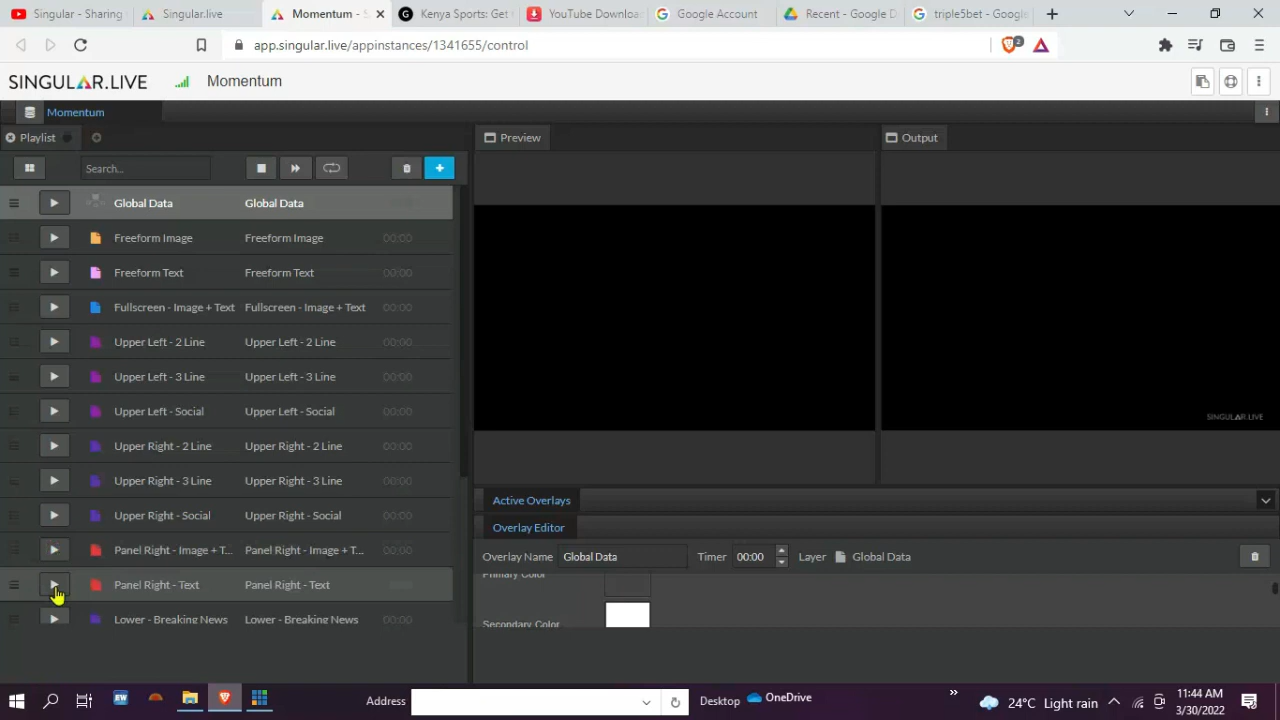 Singular - Sharing
Singular.live
Momentum - S
Kenya Sports: Get
YouTube Downloa
Google Account
Recent - Google D
triple5bet - Google
app.singular.live/appinstances/1341655/control
2
SINGULAR.LIVE
Momentum
Momentum
Playlist
Preview
Output
Search...
Global Data Global Data
Freeform Image Freeform Image 00:00
Freeform Text Freeform Text 00:00
Fullscreen - Image + Text Fullscreen - Image + Text 00:00
Upper Left - 2 Line Upper Left - 2 Line 00:00
Upper Left - 3 Line Upper Left - 3 Line 00:00
Upper Left - Social Upper Left - Social 00:00
Upper Right - 2 Line Upper Right - 2 Line 00:00
Upper Right - 3 Line Upper Right - 3 Line 00:00
Upper Right - Social Upper Right - Social 00:00
Panel Right - Image + T... Panel Right - Image + T... 00:00
Panel Right - Text Panel Right - Text
Lower - Breaking News Lower - Breaking News 00:00
SINGULAR.LIVE
Active Overlays
Overlay Editor
Overlay Name Global Data Timer 00:00 Layer Global Data
Primary Color
Secondary Color
Address
Desktop
OneDrive
24°C Light rain
11:44 AM
3/30/2022